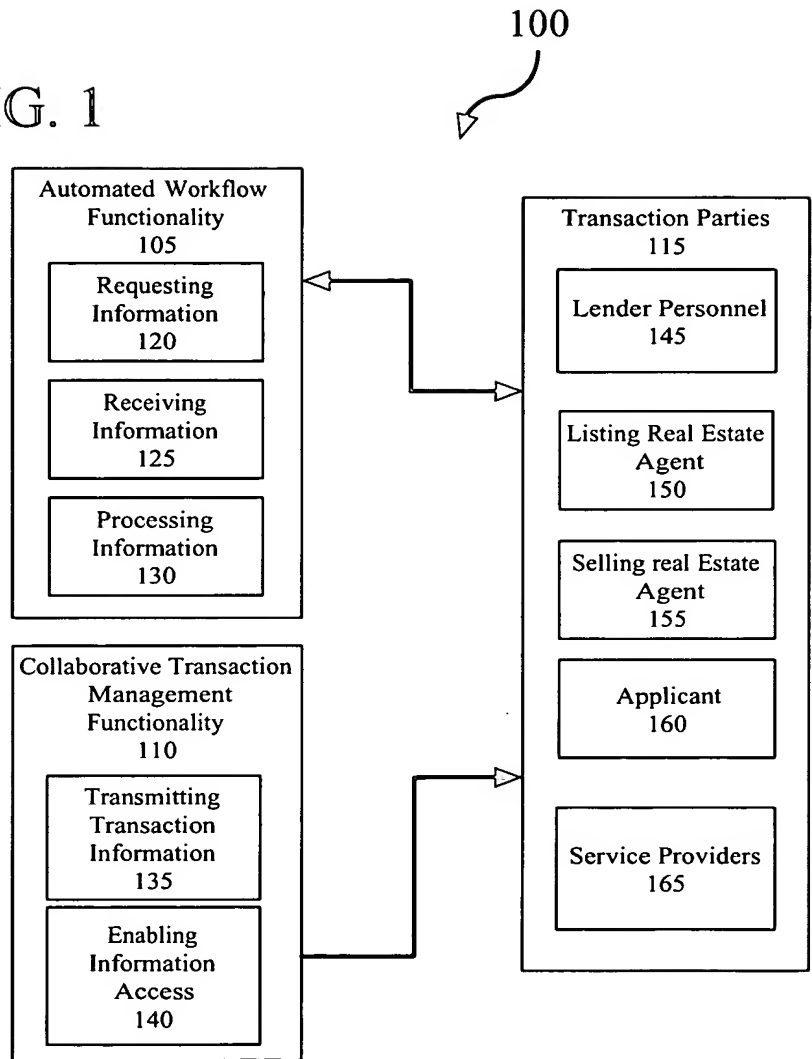 100
G. 1
Automated Workflow
Functionality
105
Requesting
Information
120
Receiving
Information
125
Processing
Information
130
Collaborative Transaction
Management
Functionality
110
Transmitting
Transaction
Information
135
Enabling
Information
Access
140
Transaction Parties
115
Lender Personnel
145
Listing Real Estate
Agent
150
Selling real Estate
Agent
155
Applicant
160
Service Providers
165